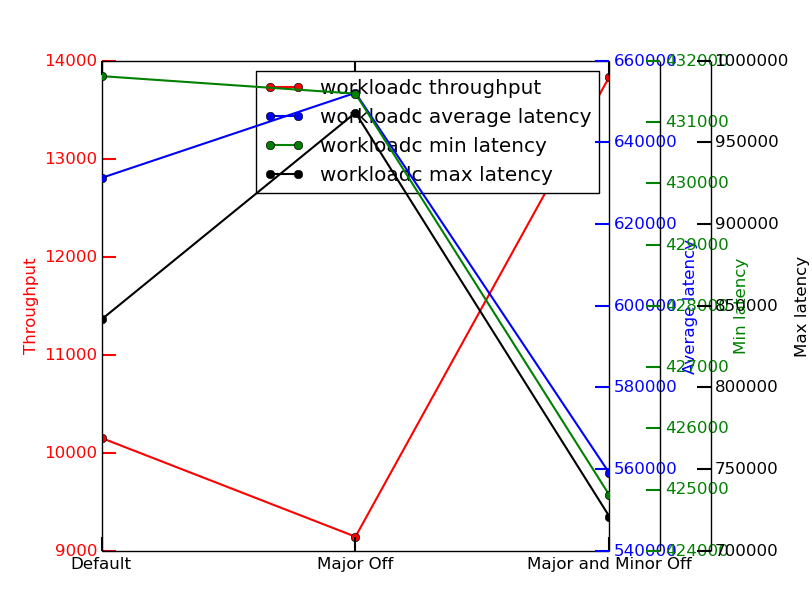 workloadc throughput
workloadc average latency
workloadc min latency
workloadc max latency
Throughput
14000
13000
12000
11000
10000
9000
Default
Major Off
Major and Minor Off
660000
640000
620000
600000
580000
560000
540000
Average latency
432000
431000
430000
429000
428000
427000
426000
425000
424000
Min latency
1000000
950000
900000
850000
800000
750000
700000
Max latency